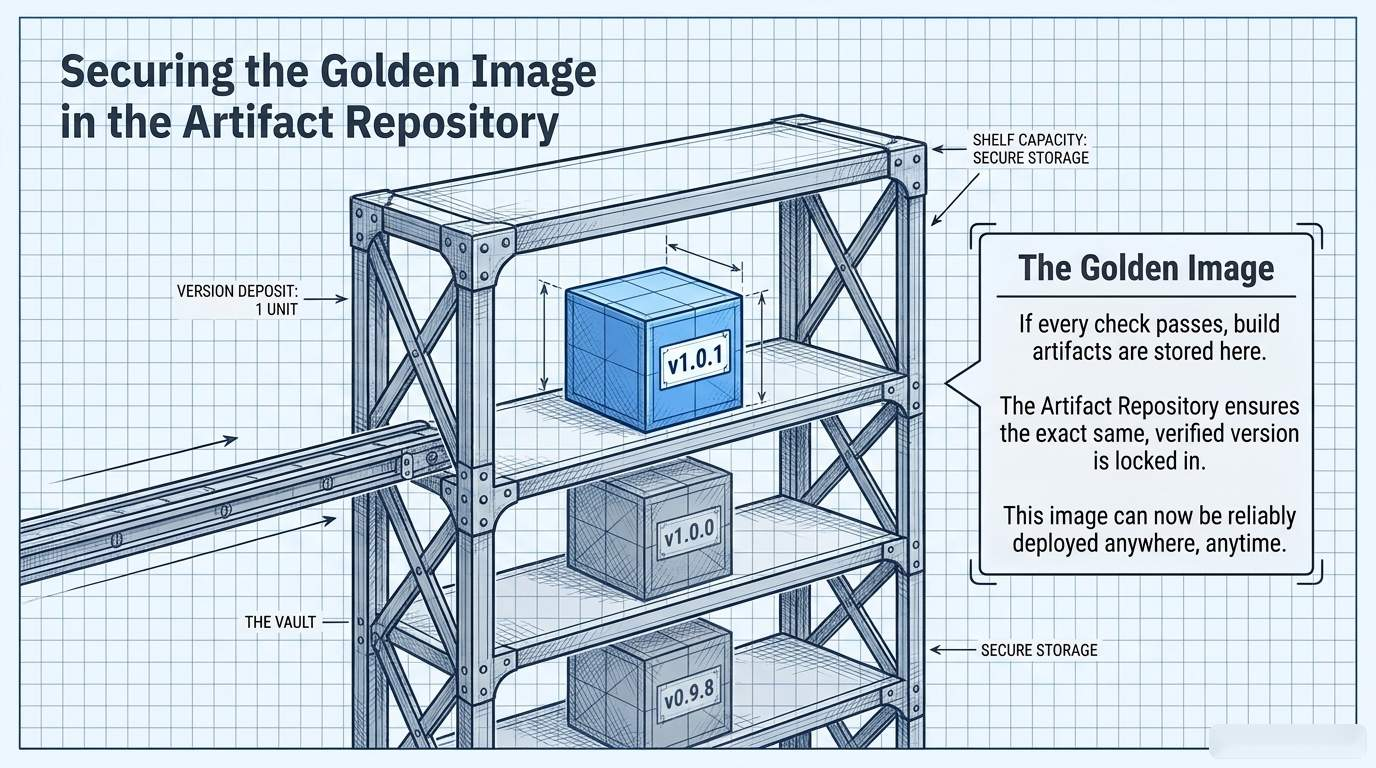 Securing the Golden Image
in the Artifact Repository
SHELF CAPACITY:
SECURE STORAGE
VERSION DEPOSIT:
1 UNIT
v1.0.1
The Golden Image
If every check passes, build
artifacts are stored here.
The Artifact Repository ensures
the exact same, verified version
is locked in.
This image can now be reliably
deployed anywhere, anytime.
v1.0.0
THE VAULT
SECURE STORAGE
v0.9.8